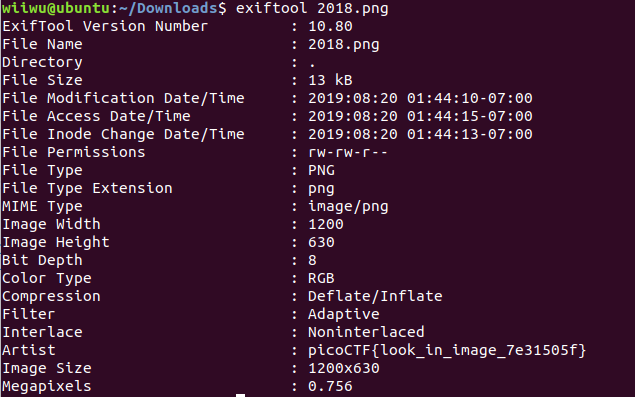 wiiwu@ubuntu:~/Downloads$ exiftool 2018.png
ExifTool Version Number : 10.80
File Name : 2018.png
Directory : .
File Size : 13 kB
File Modification Date/Time : 2019:08:20 01:44:10-07:00
File Access Date/Time : 2019:08:20 01:44:15-07:00
File Inode Change Date/Time : 2019:08:20 01:44:13-07:00
File Permissions : rw-rw-r--
File Type : PNG
File Type Extension : png
MIME Type : image/png
Image Width : 1200
Image Height : 630
Bit Depth : 8
Color Type : RGB
Compression : Deflate/Inflate
Filter : Adaptive
Interlace : Noninterlaced
Artist : picoCTF{look_in_image_7e31505f}
Image Size : 1200x630
Megapixels : 0.756